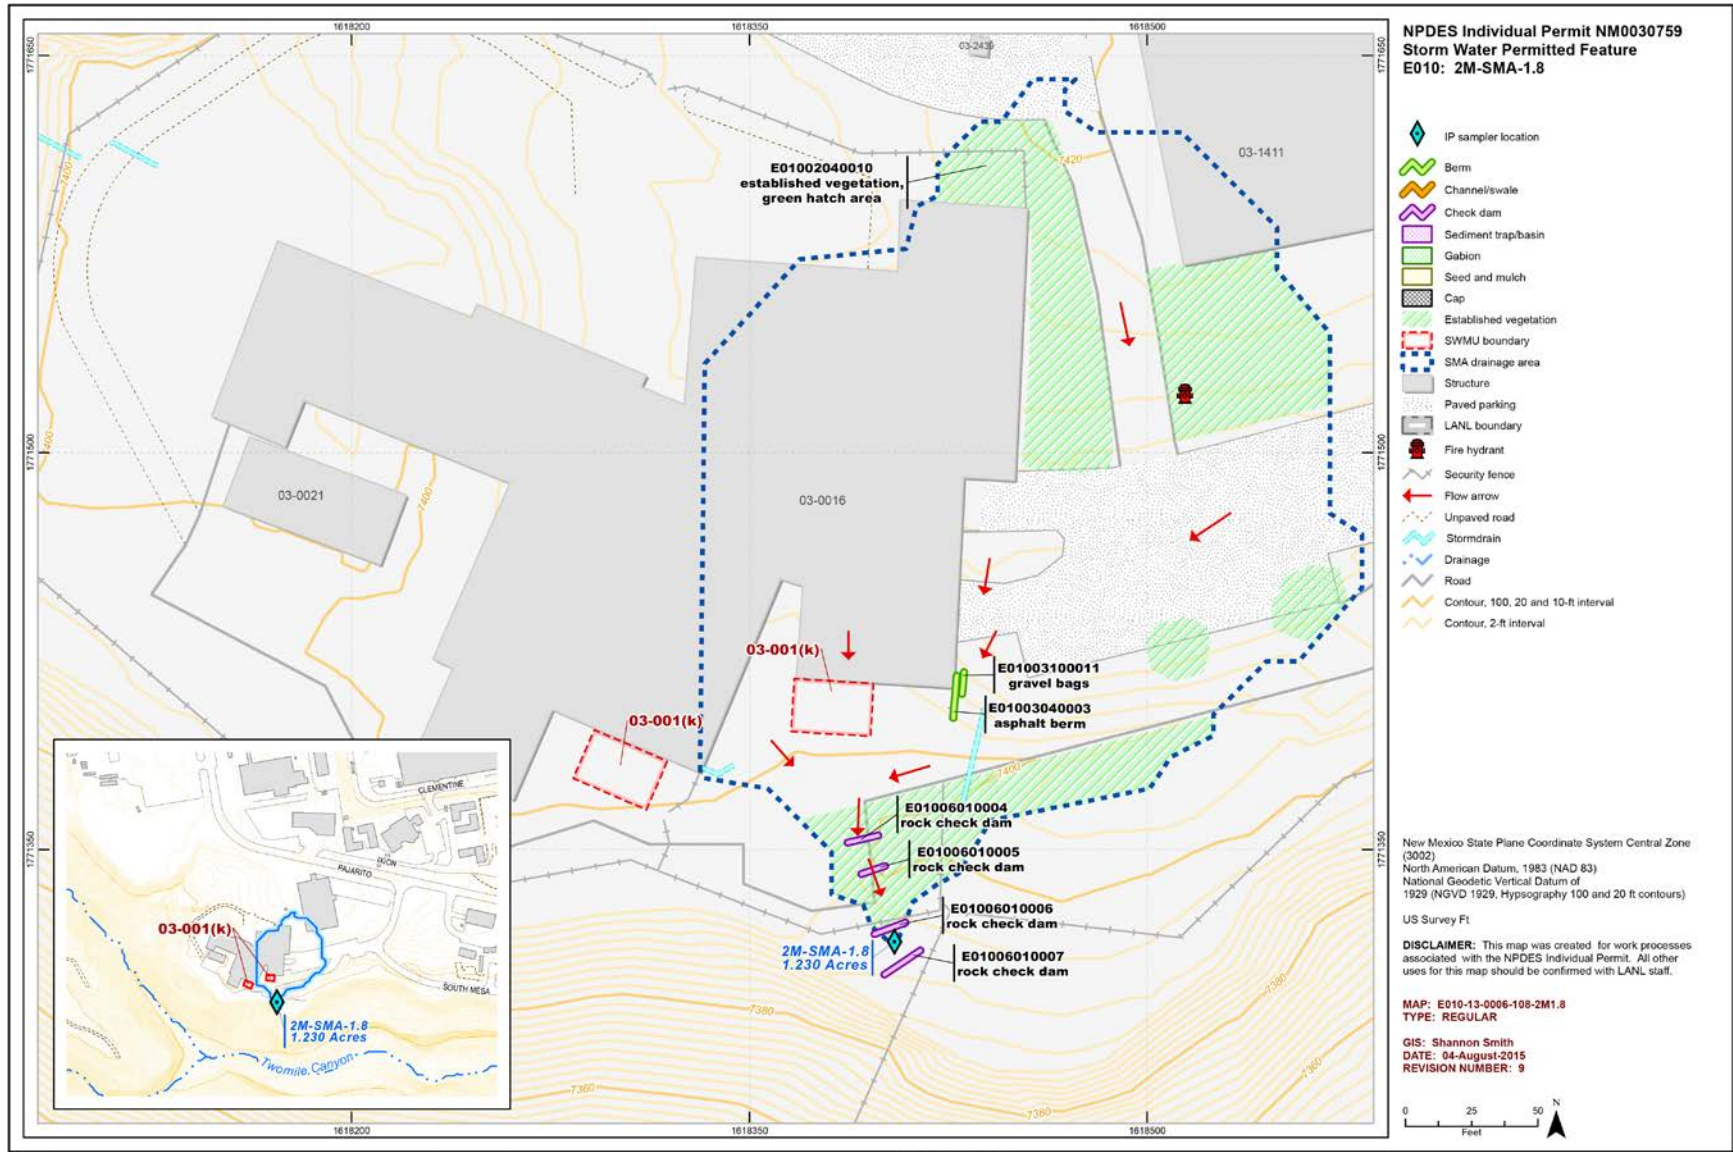 1618200
1618350
1618500
1771650
1771650
NPDES Individual Permit NM0030759
Storm Water Permitted Feature
E010: 2M-SMA-1.8
03-2439
03-1411
7420
7400
E01002040010
established vegetation,
green hatch area
IP sampler location
Berm
Channel/swale
Check dam
Sediment trap/basin
Gabion
Seed and mulch
Cap
Established vegetation
SWMU boundary
SMA drainage area
Structure
Paved parking
LANL boundary
Fire hydrant
Security fence
Flow arrow
Unpaved road
Stormdrain
Drainage
Road
Contour, 100, 20 and 10-ft interval
Contour, 2-ft interval
7400
1771500
1771500
03-0021
7400
03-0016
03-001(k)
03-001(k)
E01003100011
gravel bags
E01003040003
asphalt berm
7400
E01006010004
rock check dam
E01006010005
rock check dam
E01006010006
rock check dam
E01006010007
rock check dam
2M-SMA-1.8
1.230 Acres
1771350
1771350
CLEMENTINE
IKION
PAJARITO
03-001(k)
SOUTH MESA
2M-SMA-1.8
1.230 Acres
Twomile Canyon
7380
7380
7360
7360
7360
New Mexico State Plane Coordinate System Central Zone
(3002)
North American Datum, 1983 (NAD 83)
National Geodetic Vertical Datum of
1929 (NGVD 1929, Hypsography 100 and 20 ft contours)
US Survey Ft
DISCLAIMER: This map was created for work processes
associated with the NPDES Individual Permit. All other
uses for this map should be confirmed with LANL staff.
MAP: E010-13-0006-108-2M1.8
TYPE: REGULAR
GIS: Shannon Smith
DATE: 04-August-2015
REVISION NUMBER: 9
0 25 50
Feet
N
1618200
1618350
1618500